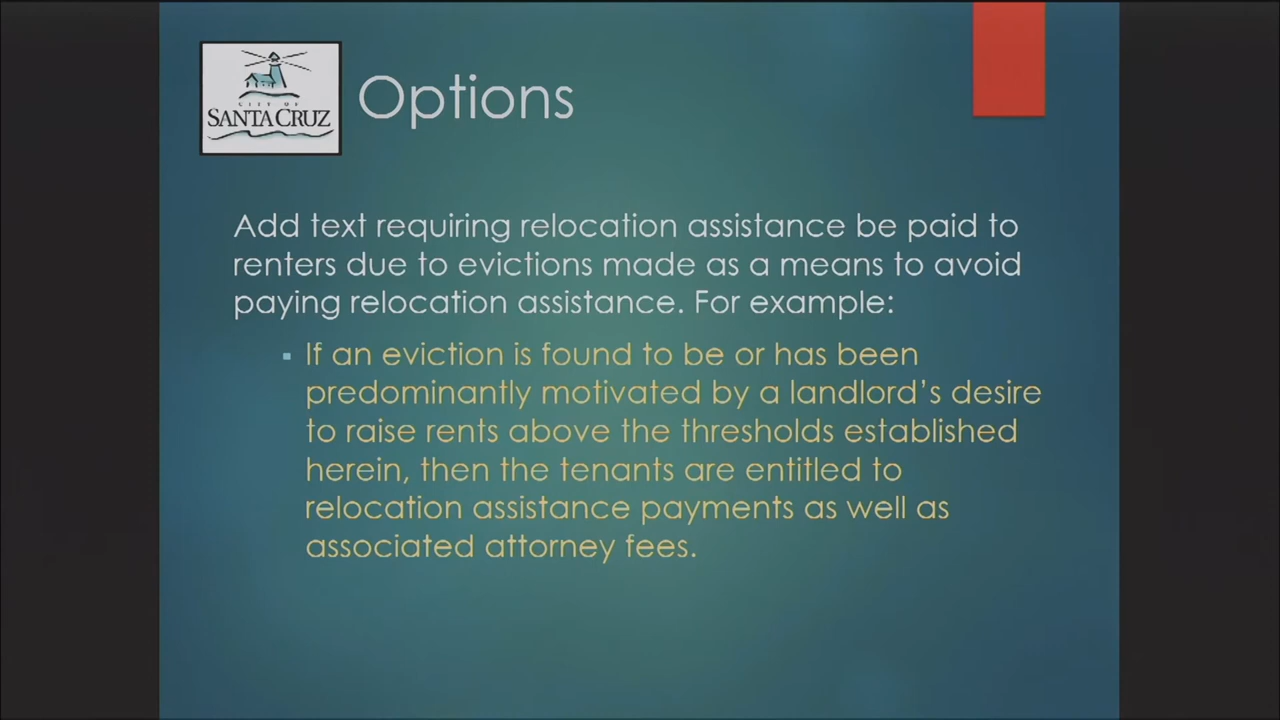 CITY OF
SANTA CRUZ
Options
Add text requiring relocation assistance be paid to
renters due to evictions made as a means to avoid
paying relocation assistance. For example:
If an eviction is found to be or has been
predominantly motivated by a landlord's desire
to raise rents above the thresholds established
herein, then the tenants are entitled to
relocation assistance payments as well as
associated attorney fees.